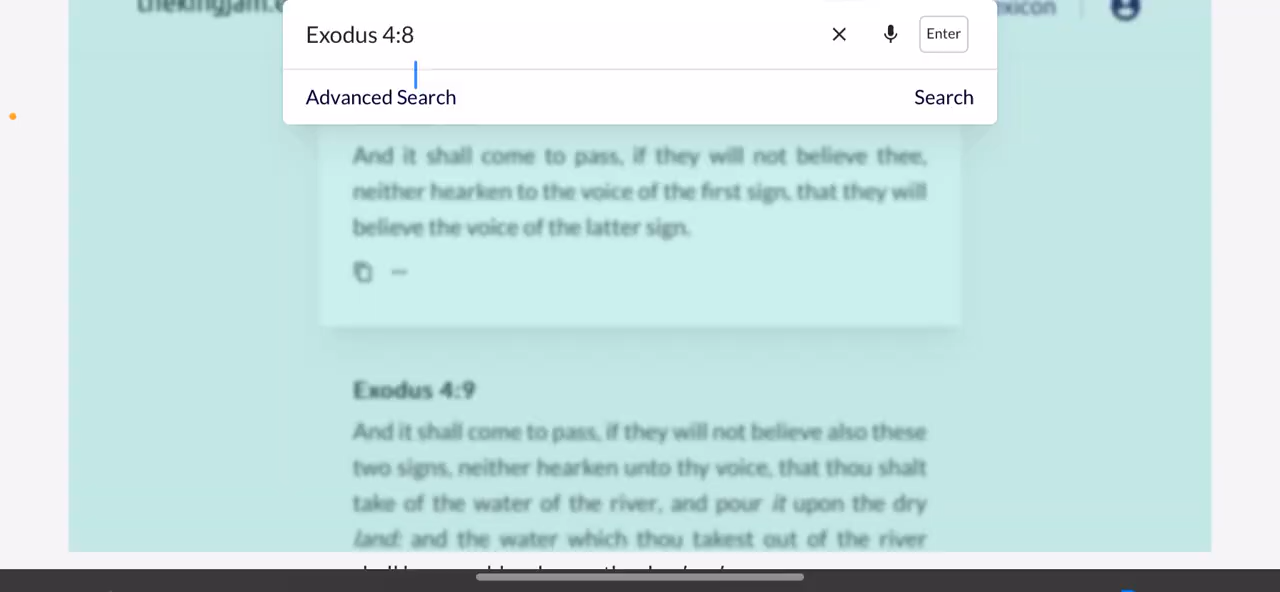 Exodus 4:8
Enter
Advanced Search
Search
And it shall come to pass, if they will not believe thee,
neither hearken to the voice of the first sign, that they will
believe the voice of the latter sign.
Exodus 4:9
And it shall come to pass, if they will not believe also these
two signs, neither hearken unto thy voice, that thou shalt
take of the water of the river, and pour it upon the dry
land: and the water which thou takest out of the river